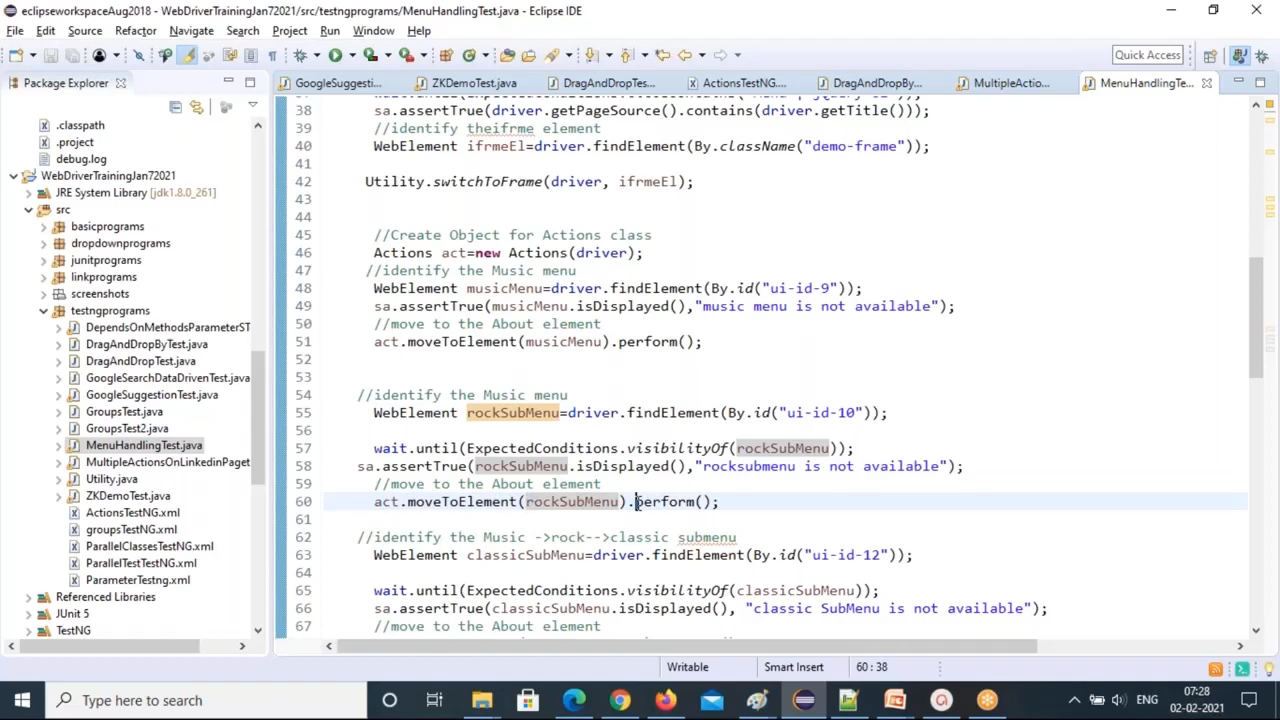 eclipseworkspaceAug2018 - WebDriverTrainingJan72021/src/testngprograms/MenuHandlingTest.java - Eclipse IDE
File Edit Source Refactor Navigate Search Project Run Window Help
Quick Access
Package Explorer
GoogleSuggesti... ZKDemoTest.java DragAndDropTes... ActionsTestNG.... DragAndDropBy... MultipleActio... MenuHandlingTe...
.classpath
.project
debug.log
WebDriverTrainingJan72021
JRE System Library [jdk1.8.0_261]
src
basicprograms
dropdownprograms
junitprograms
linkprograms
screenshots
testngprograms
DependsOnMethodsParameterST
DragAndDropByTest.java
DragAndDropTest.java
GoogleSearchDataDrivenTest.java
GoogleSuggestionTest.java
GroupsTest.java
GroupsTest2.java
MenuHandlingTest.java
MultipleActionsOnLinkedinPaget
Utility.java
ZKDemoTest.java
ActionsTestNG.xml
groupsTestNG.xml
ParallelClassesTestNG.xml
ParallelTestTestNG.xml
ParameterTestng.xml
Referenced Libraries
JUnit 5
TestNG
38 sa.assertTrue(driver.getPageSource().contains(driver.getTitle()));
39 //identify theifrme element
40 WebElement ifrmeEl=driver.findElement(By.className("demo-frame"));
41
42 Utility.switchToFrame(driver, ifrmeEl);
43
44
45 //Create Object for Actions class
46 Actions act=new Actions(driver);
47 //identify the Music menu
48 WebElement musicMenu=driver.findElement(By.id("ui-id-9"));
49 sa.assertTrue(musicMenu.isDisplayed(),"music menu is not available");
50 //move to the About element
51 act.moveToElement(musicMenu).perform();
52
53
54 //identify the Music menu
55 WebElement rockSubMenu=driver.findElement(By.id("ui-id-10"));
56
57 wait.until(ExpectedConditions.visibilityOf(rockSubMenu));
58 sa.assertTrue(rockSubMenu.isDisplayed(),"rocksubmenu is not available");
59 //move to the About element
60 act.moveToElement(rockSubMenu).perform();
61
62 //identify the Music ->rock-->classic submenu
63 WebElement classicSubMenu=driver.findElement(By.id("ui-id-12"));
64
65 wait.until(ExpectedConditions.visibilityOf(classicSubMenu));
66 sa.assertTrue(classicSubMenu.isDisplayed(), "classic SubMenu is not available");
67 //move to the About element
Writable Smart Insert 60 : 38
Type here to search
ENG
07:28
02-02-2021